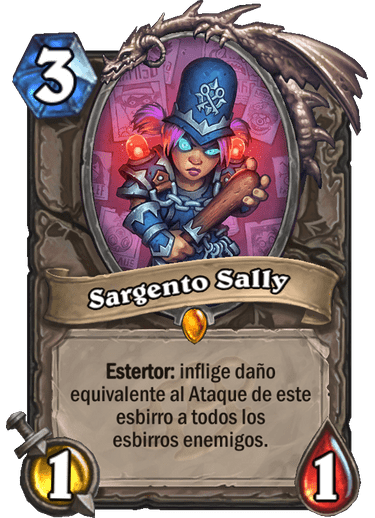 3
Sargento Sally
Estertor: inflige daño
equivalente al Ataque de este
esbirro a todos los
esbirros enemigos.
1
1